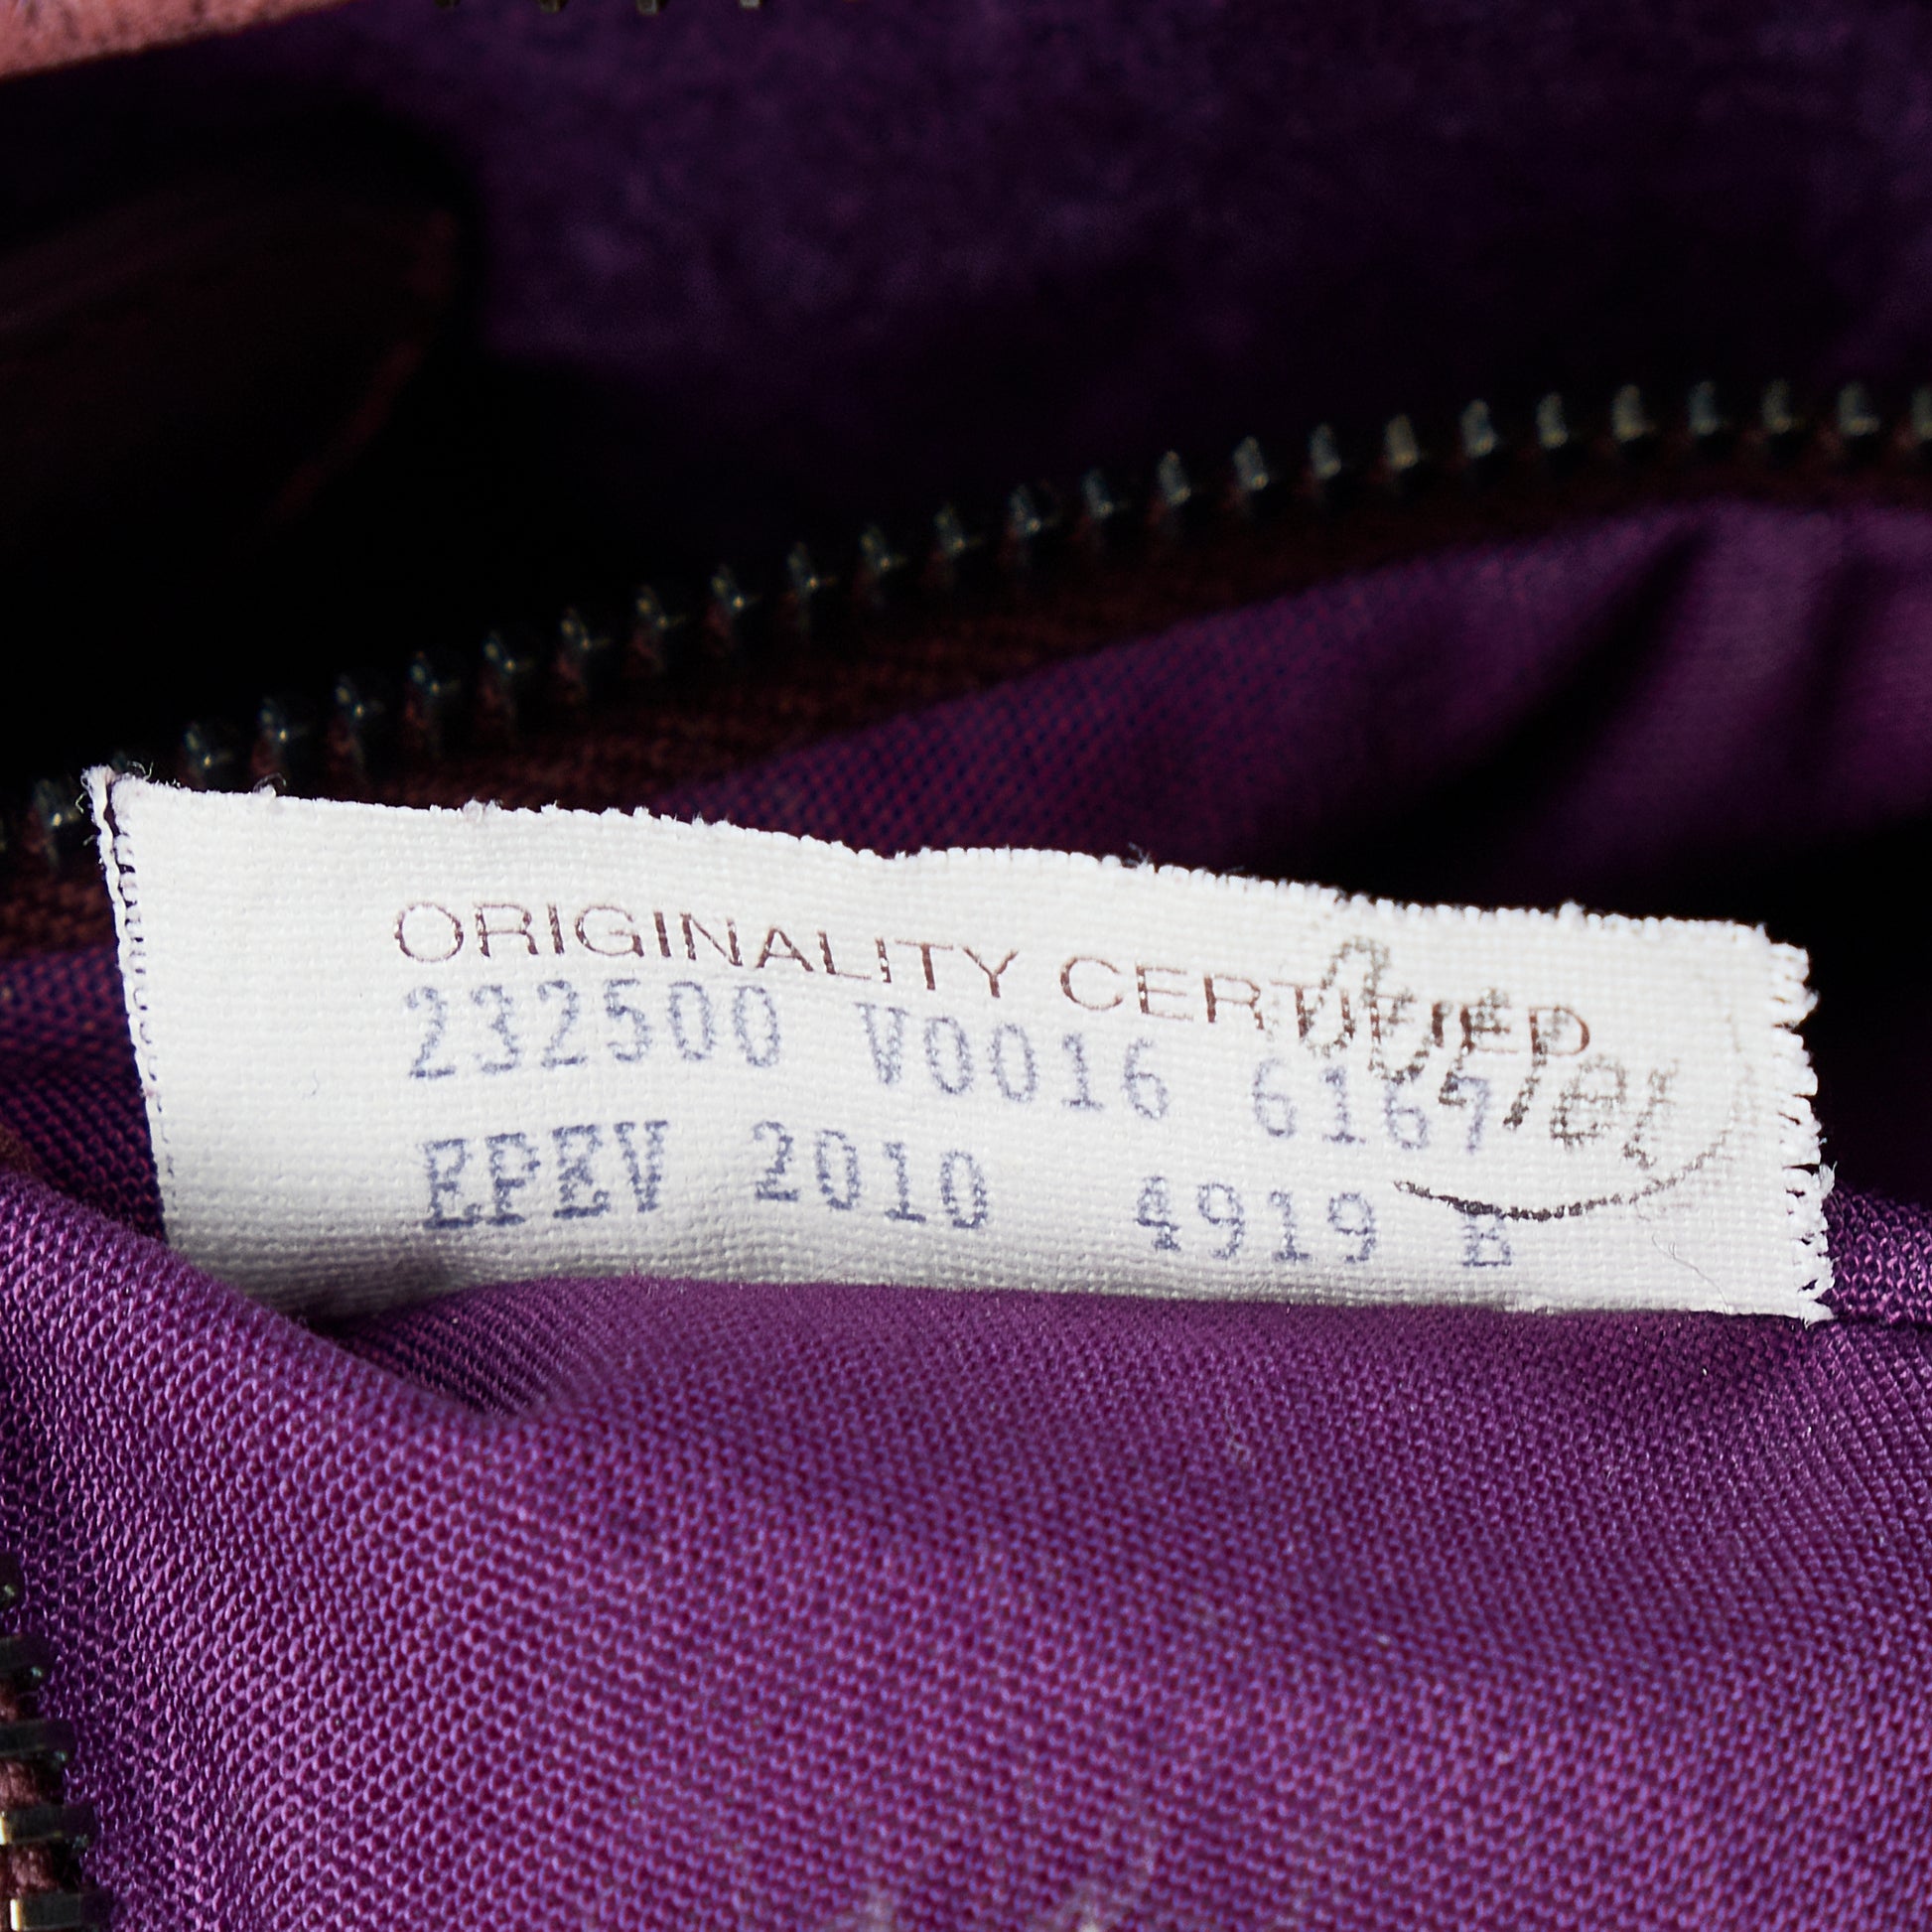 ORIGINALITY CERTIFIED
232500 V0016 6167
EPEV 2010 4919 B